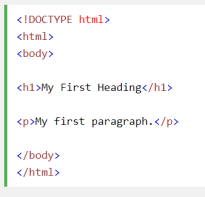 <!DOCTYPE html>
<html>
<body>
<h1>My First Heading</h1>
<p>My first paragraph.</p>
</body>
</html>